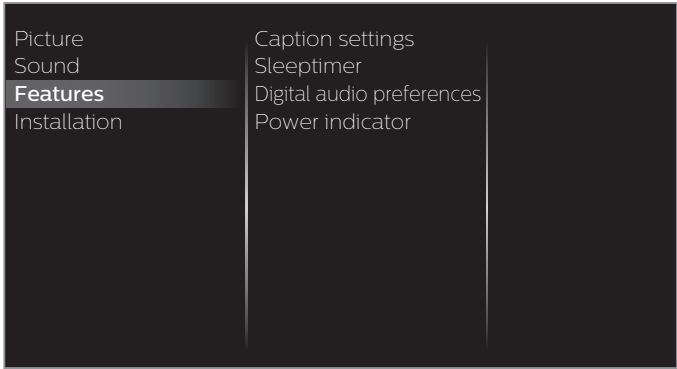 Picture
Sound
Features
Installation
Caption settings
Sleeptimer
Digital audio preferences
Power indicator